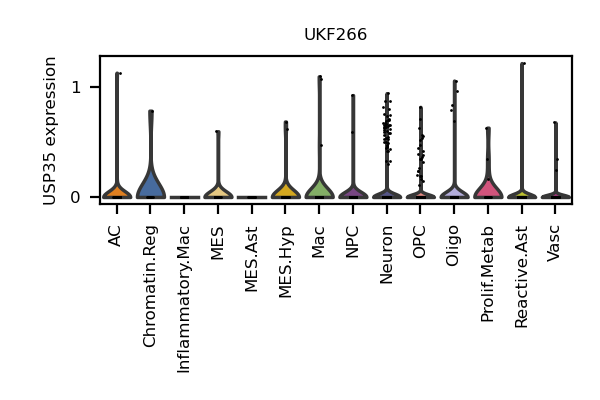 UKF266
USP35 expression
1
0
AC
Chromatin.Reg
Inflammatory.Mac
MES
MES.Ast
MES.Hyp
Mac
NPC
Neuron
OPC
Oligo
Prolif.Metab
Reactive.Ast
Vasc